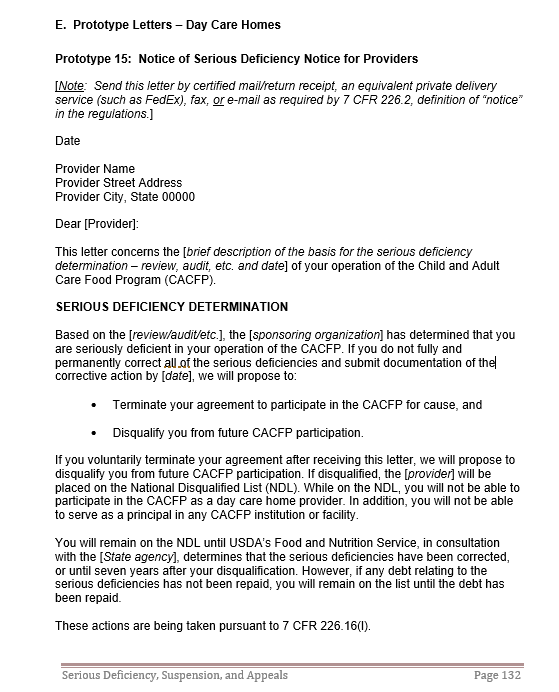 E.  Prototype Letters – Day Care Homes
Prototype 15:  Notice of Serious Deficiency Notice for Providers
[Note:  Send this letter by certified mail/return receipt, an equivalent private delivery
service (such as FedEx), fax, or e-mail as required by 7 CFR 226.2, definition of “notice”
in the regulations.]
Date
Provider Name
Provider Street Address
Provider City, State 00000
Dear [Provider]:
This letter concerns the [brief description of the basis for the serious deficiency
determination – review, audit, etc. and date] of your operation of the Child and Adult
Care Food Program (CACFP).
SERIOUS DEFICIENCY DETERMINATION
Based on the [review/audit/etc.], the [sponsoring organization] has determined that you
are seriously deficient in your operation of the CACFP. If you do not fully and
permanently correct all of the serious deficiencies and submit documentation of the
corrective action by [date], we will propose to:
• Terminate your agreement to participate in the CACFP for cause, and
• Disqualify you from future CACFP participation.
If you voluntarily terminate your agreement after receiving this letter, we will propose to
disqualify you from future CACFP participation. If disqualified, the [provider] will be
placed on the National Disqualified List (NDL). While on the NDL, you will not be able to
participate in the CACFP as a day care home provider. In addition, you will not be able
to serve as a principal in any CACFP institution or facility.
You will remain on the NDL until USDA’s Food and Nutrition Service, in consultation
with the [State agency], determines that the serious deficiencies have been corrected,
or until seven years after your disqualification. However, if any debt relating to the
serious deficiencies has not been repaid, you will remain on the list until the debt has
been repaid.
These actions are being taken pursuant to 7 CFR 226.16(l).
Serious Deficiency, Suspension, and Appeals Page 132